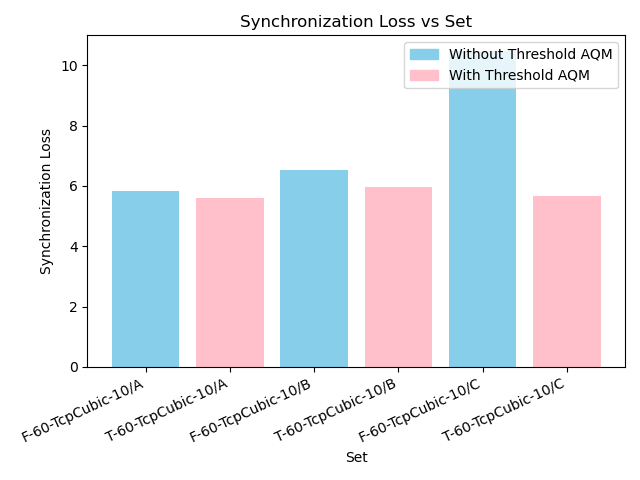 Synchronization Loss vs Set
Without Threshold AQM
With Threshold AQM
Synchronization Loss
10
8
6
4
2
0
F-60-TcpCubic-10/A
T-60-TcpCubic-10/A
F-60-TcpCubic-10/B
T-60-TcpCubic-10/B
F-60-TcpCubic-10/C
T-60-TcpCubic-10/C
Set